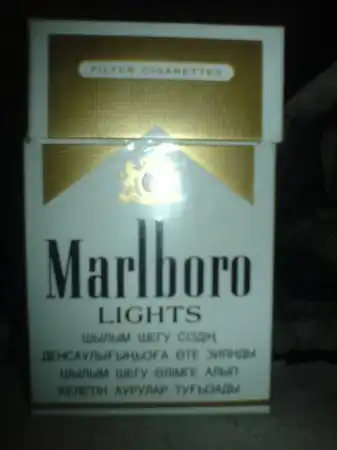 FILTER CIGARETTES
Marlboro
LIGHTS
ШЫЛЫМ ШЕГУ СІЗДІҢ
ДЕНСАУЛЫҒЫҢЫЗҒА ӨТЕ ЗИЯНДЫ
ШЫЛЫМ ШЕГУ ӨЛІМГЕ АЛЫП
КЕЛЕТІН АУРУЛАР ТУҒЫЗАДЫ